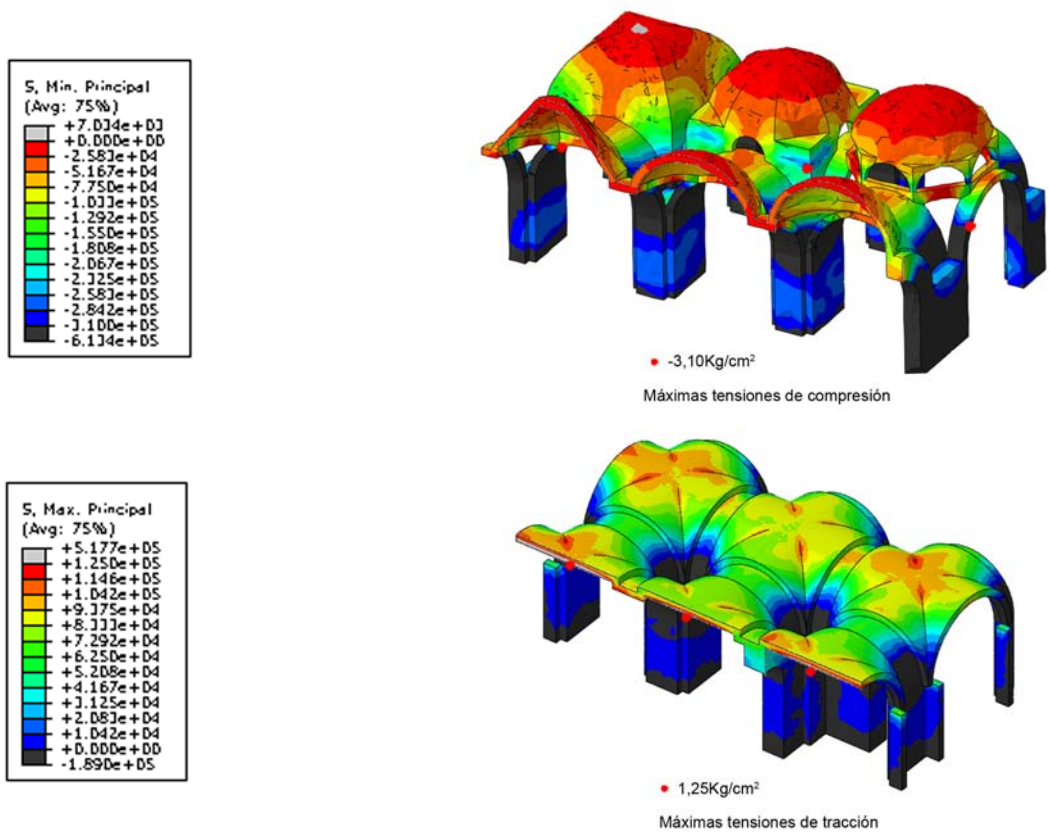 S, Min. Principal
(Avg: 75%)
+7.034e+03
+0.000e+00
-2.583e+04
-5.167e+04
-7.750e+04
-1.033e+05
-1.292e+05
-1.550e+05
-1.808e+05
-2.067e+05
-2.325e+05
-2.583e+05
-2.842e+05
-3.100e+05
-6.134e+05
-3,10Kg/cm²
Máximas tensiones de compresión
S, Max. Principal
(Avg: 75%)
+5.177e+05
+1.250e+05
+1.146e+05
+1.042e+05
+9.375e+04
+8.333e+04
+7.292e+04
+6.250e+04
+5.208e+04
+4.167e+04
+3.125e+04
+2.083e+04
+1.042e+04
+0.000e+00
-1.890e+05
1,25Kg/cm²
Máximas tensiones de tracción